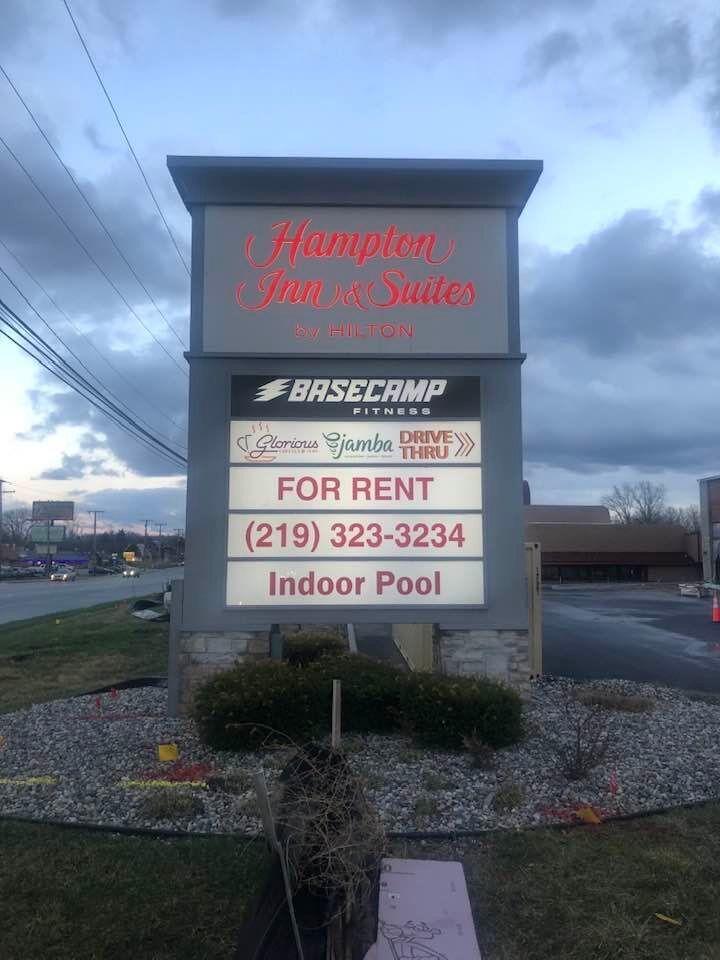 Hampton
Inn & Suites
by HILTON
BASECAMP
FITNESS
Glorious jamba DRIVE THRU
FOR RENT
(219) 323-3234
Indoor Pool